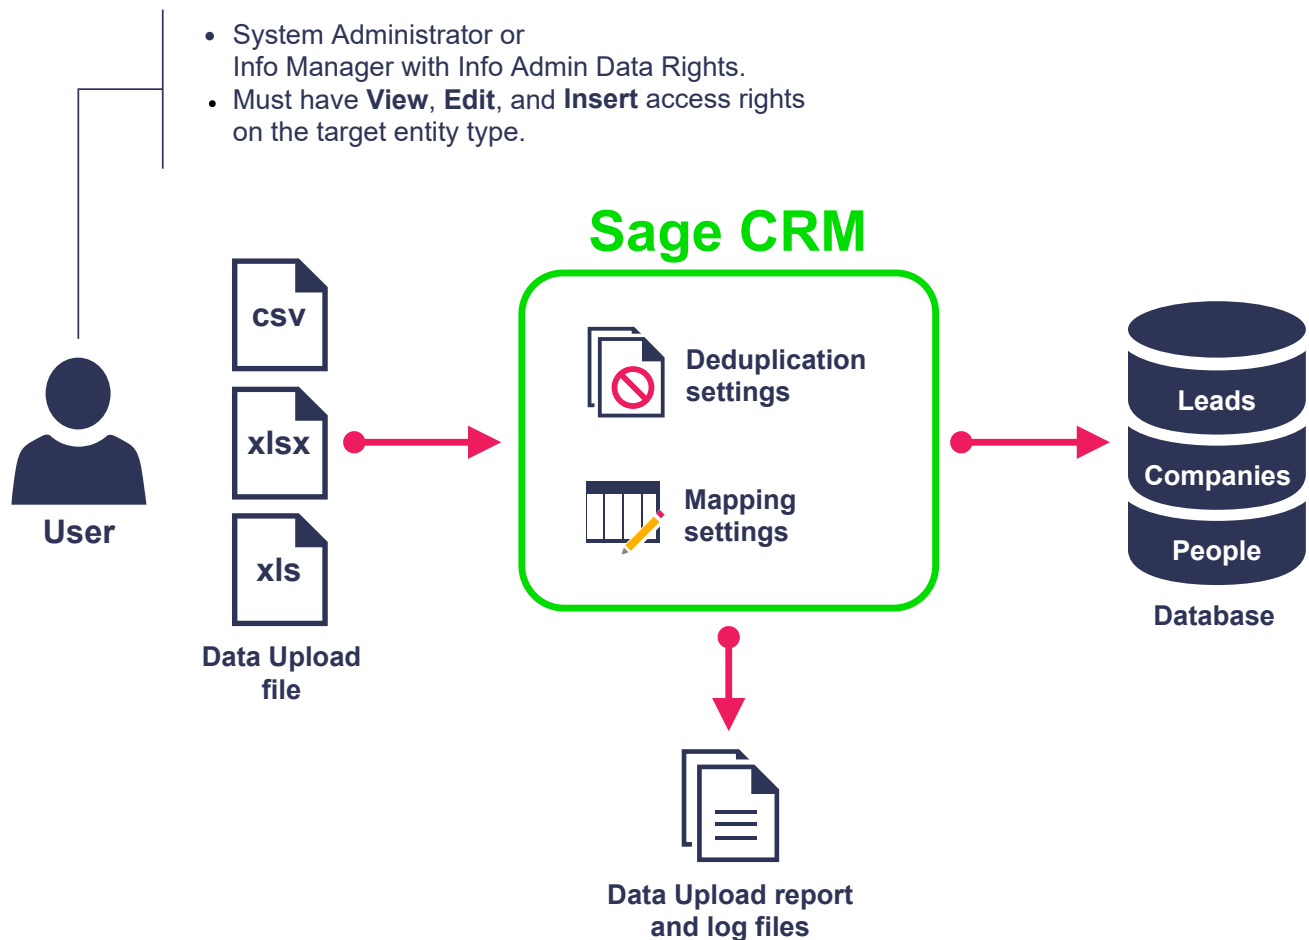 • System Administrator or
Info Manager with Info Admin Data Rights.
• Must have View, Edit, and Insert access rights
on the target entity type.
Sage CRM
csv
xlsx
xls
User
Data Upload
file
Deduplication
settings
Mapping
settings
Leads
Companies
People
Database
Data Upload report
and log files